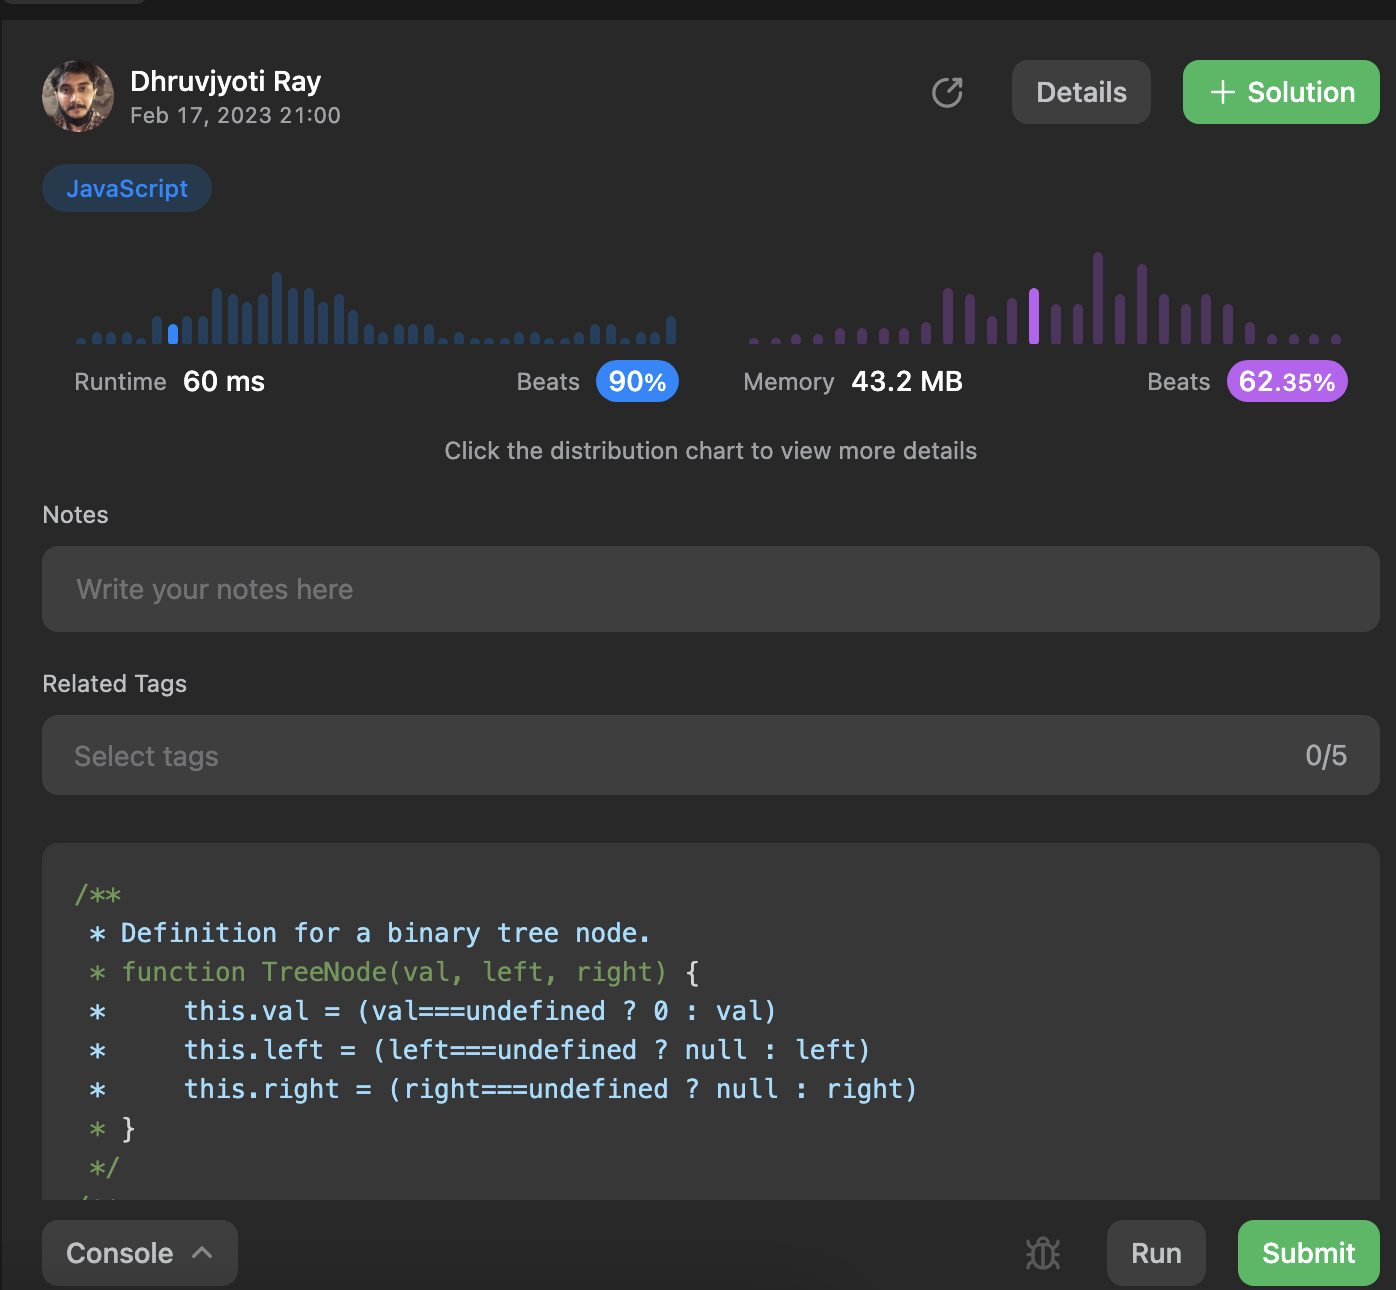 Dhruvjyoti Ray
Feb 17, 2023 21:00
Details
+ Solution
JavaScript
Runtime 60 ms Beats 90%
Memory 43.2 MB Beats 62.35%
Click the distribution chart to view more details
Notes
Write your notes here
Related Tags
Select tags 0/5
/**
 * Definition for a binary tree node.
 * function TreeNode(val, left, right) {
 *     this.val = (val===undefined ? 0 : val)
 *     this.left = (left===undefined ? null : left)
 *     this.right = (right===undefined ? null : right)
 * }
 */
Console
Run
Submit